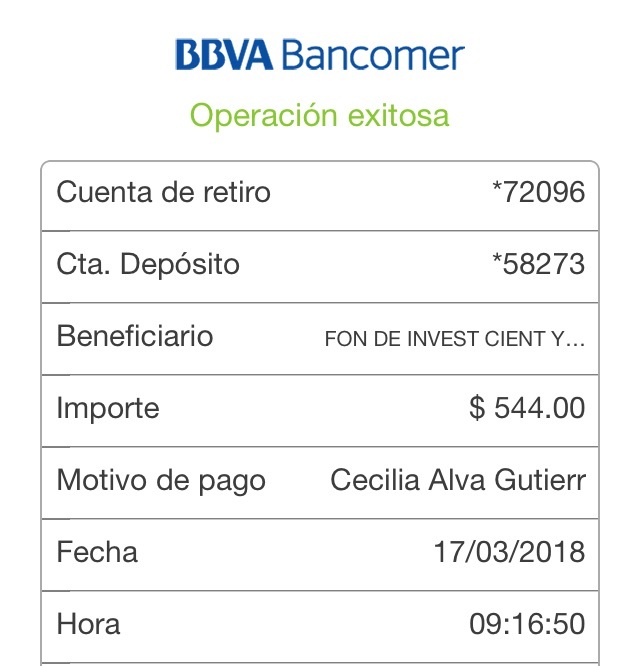 BBVA Bancomer
Operación exitosa
Cuenta de retiro *72096
Cta. Depósito *58273
Beneficiario FON DE INVEST CIENT Y...
Importe $ 544.00
Motivo de pago Cecilia Alva Gutierr
Fecha 17/03/2018
Hora 09:16:50